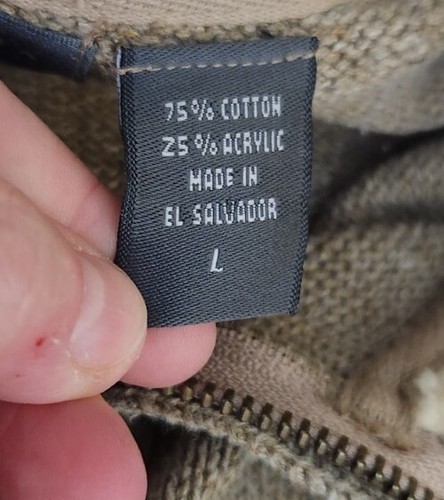 75% COTTON
25% ACRYLIC
MADE IN
EL SALVADOR
L